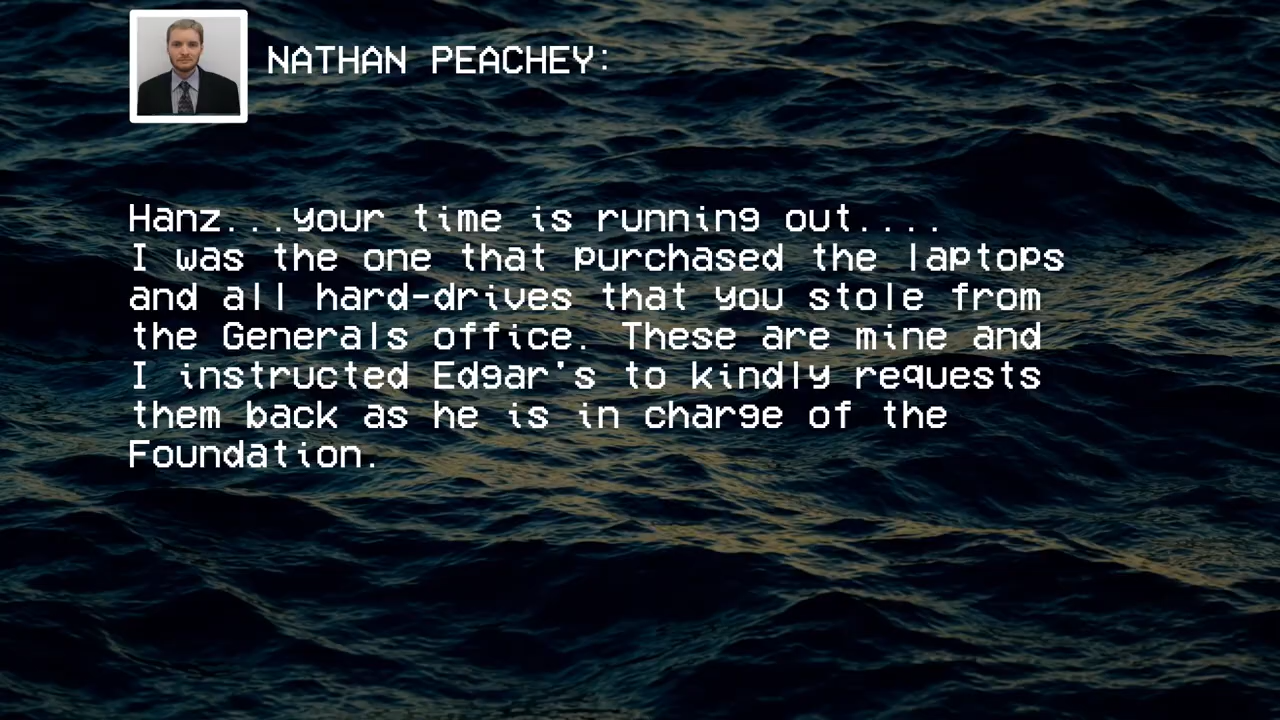 NATHAN PEACHEY:
Hanz...your time is running out....
I was the one that purchased the laptops
and all hard-drives that you stole from
the Generals office. These are mine and
I instructed Edgar's to kindly requests
them back as he is in charge of the
Foundation.